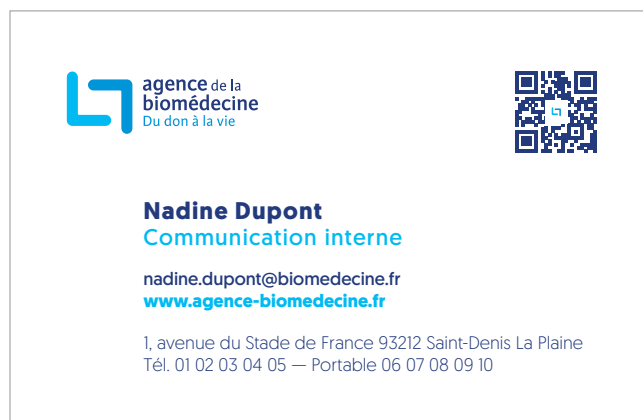 agence de la
biomédecine
Du don à la vie
Nadine Dupont
Communication interne
nadine.dupont@biomedecine.fr
www.agence-biomedecine.fr
1, avenue du Stade de France 93212 Saint-Denis La Plaine
Tél. 01 02 03 04 05 — Portable 06 07 08 09 10